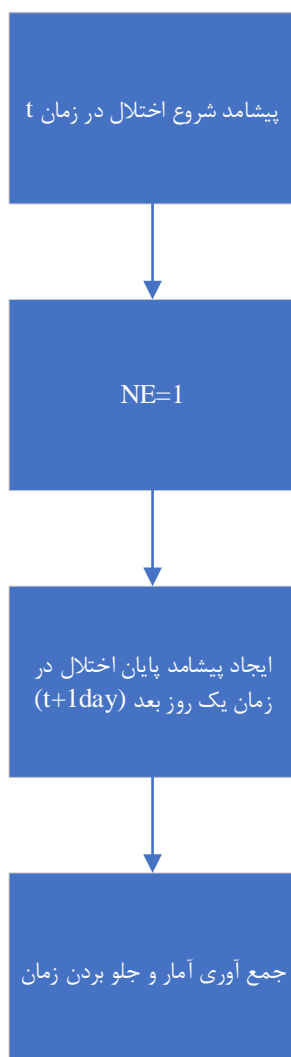 پیشامد شروع اختلال در زمان t
NE=1
ایجاد پیشامد پایان اختلال در
زمان یک روز بعد (t+1day)
جمع آوری آمار و جلو بردن زمان